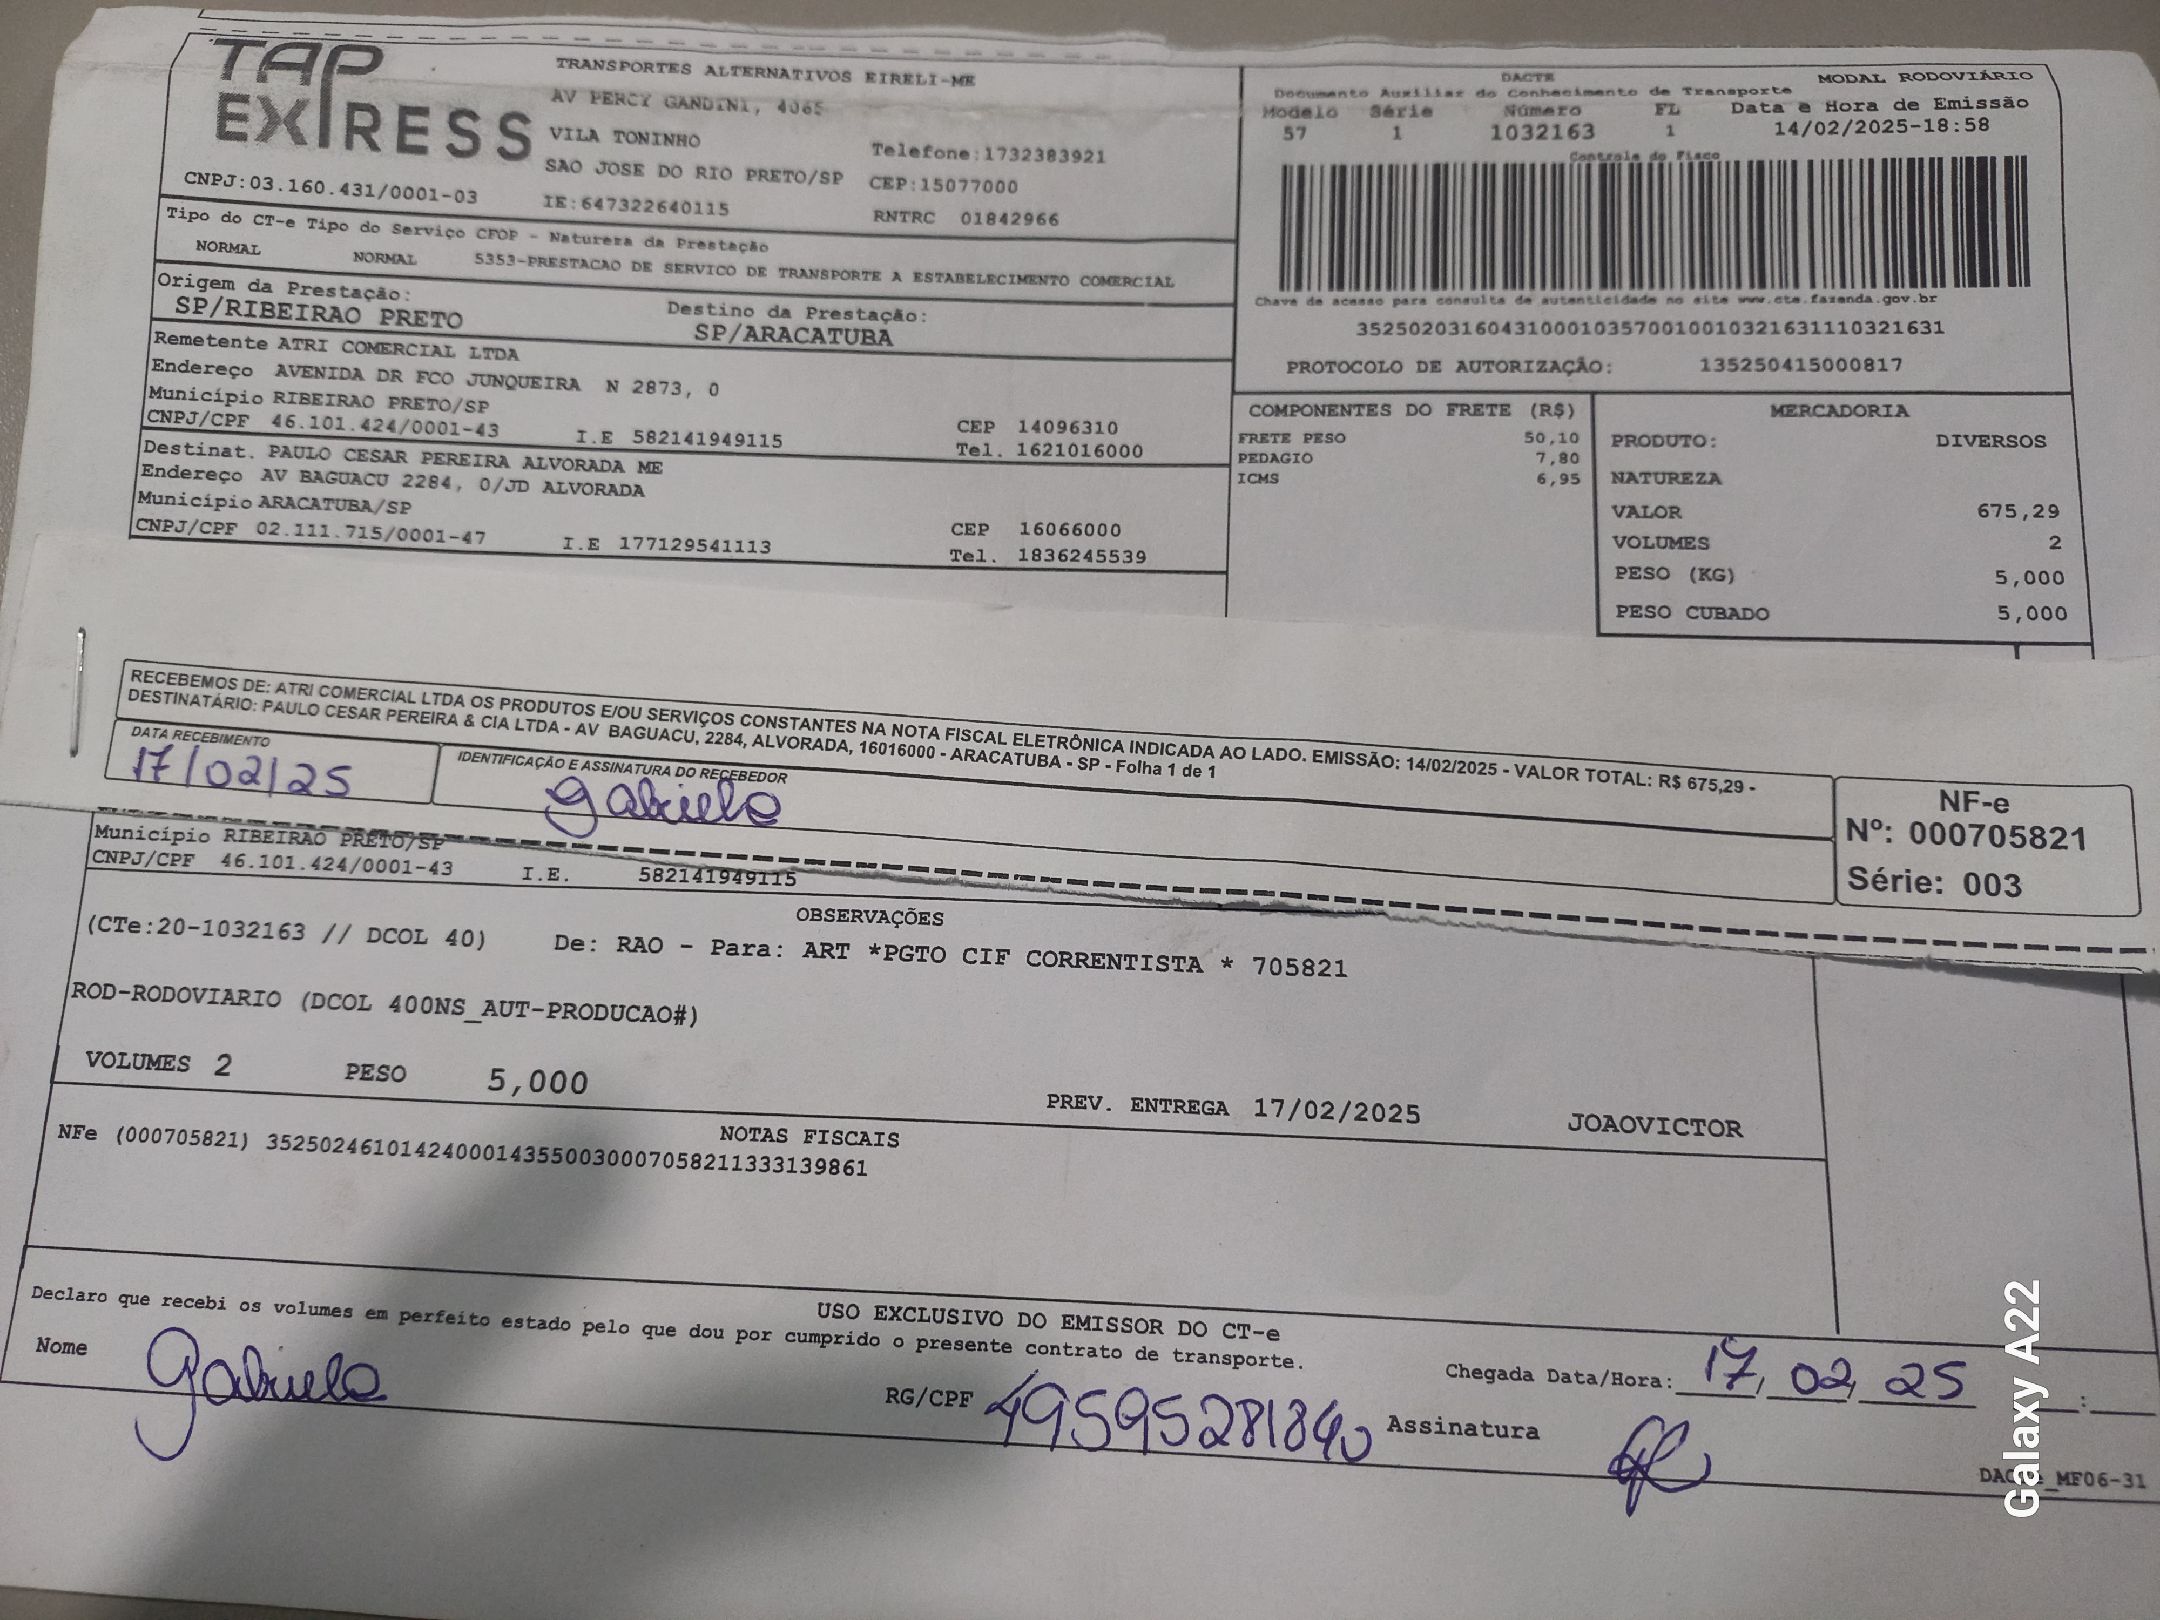 TAP EXPRESS
TRANSPORTES ALTERNATIVOS EIRELI-ME
AV PERCY GANDINI, 4065
VILA TONINHO
Telefone:1732383921
SAO JOSE DO RIO PRETO/SP CEP:15077000
CNPJ:03.160.431/0001-03 IE:647322640115 RNTRC 01842966
Tipo do CT-e Tipo do Serviço CFOP - Natureza da Prestação
NORMAL NORMAL 5353-PRESTACAO DE SERVICO DE TRANSPORTE A ESTABELECIMENTO COMERCIAL
Origem da Prestação: Destino da Prestação:
SP/RIBEIRAO PRETO SP/ARACATUBA
Remetente ATRI COMERCIAL LTDA
Endereço AVENIDA DR FCO JUNQUEIRA N 2873, 0
Município RIBEIRAO PRETO/SP CEP 14096310
CNPJ/CPF 46.101.424/0001-43 I.E 582141949115 Tel. 1621016000
Destinat. PAULO CESAR PEREIRA ALVORADA ME
Endereço AV BAGUACU 2284, 0/JD ALVORADA
Município ARACATUBA/SP CEP 16066000
CNPJ/CPF 02.111.715/0001-47 I.E 177129541113 Tel. 1836245539
DACTE MODAL RODOVIÁRIO
Documento Auxiliar do Conhecimento de Transporte
Modelo Série Número FL Data e Hora de Emissão
57 1 1032163 1 14/02/2025-18:58
Controle do Fisco
Chave de acesso para consulta de autenticidade no site www.cte.fazenda.gov.br
35250203160431000103570010010321631110321631
PROTOCOLO DE AUTORIZAÇÃO: 135250415000817
COMPONENTES DO FRETE (R$)
FRETE PESO 50,10
PEDAGIO 7,80
ICMS 6,95
MERCADORIA
PRODUTO: DIVERSOS
NATUREZA
VALOR 675,29
VOLUMES 2
PESO (KG) 5,000
PESO CUBADO 5,000
RECEBEMOS DE: ATRI COMERCIAL LTDA OS PRODUTOS E/OU SERVIÇOS CONSTANTES NA NOTA FISCAL ELETRÔNICA INDICADA AO LADO. EMISSÃO: 14/02/2025 - VALOR TOTAL: R$ 675,29 -
DESTINATÁRIO: PAULO CESAR PEREIRA & CIA LTDA - AV BAGUACU, 2284, ALVORADA, 16016000 - ARACATUBA - SP - Folha 1 de 1
DATA RECEBIMENTO IDENTIFICAÇÃO E ASSINATURA DO RECEBEDOR
17/02/25 Gabriela
NF-e
Nº: 000705821
Série: 003
Município RIBEIRAO PRETO/SP
CNPJ/CPF 46.101.424/0001-43 I.E. 582141949115
OBSERVAÇÕES
(CTe:20-1032163 // DCOL 40) De: RAO - Para: ART *PGTO CIF CORRENTISTA * 705821
ROD-RODOVIARIO (DCOL 400NS_AUT-PRODUCAO#)
VOLUMES 2 PESO 5,000 PREV. ENTREGA 17/02/2025 JOAOVICTOR
NOTAS FISCAIS
NFe (000705821) 35250246101424000143550030007058211333139861
USO EXCLUSIVO DO EMISSOR DO CT-e
Declaro que recebi os volumes em perfeito estado pelo que dou por cumprido o presente contrato de transporte.
Nome Gabriela RG/CPF 49595281840 Assinatura Chegada Data/Hora: 17, 02, 25 :
MF06-31
Galaxy A22